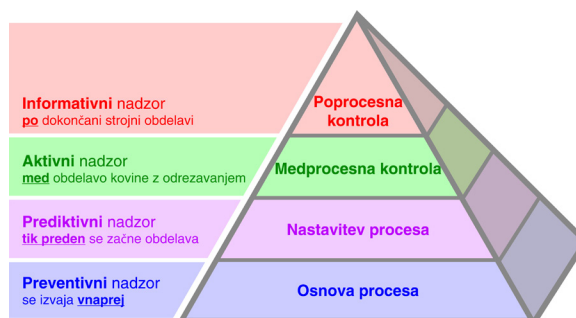 Informativni nadzor
po dokončani strojni obdelavi
Poprocesna
kontrola
Aktivni nadzor
med obdelavo kovine z odrezavanjem
Medprocesna kontrola
Prediktivni nadzor
tik preden se začne obdelava
Nastavitev procesa
Preventivni nadzor
se izvaja vnaprej
Osnova procesa